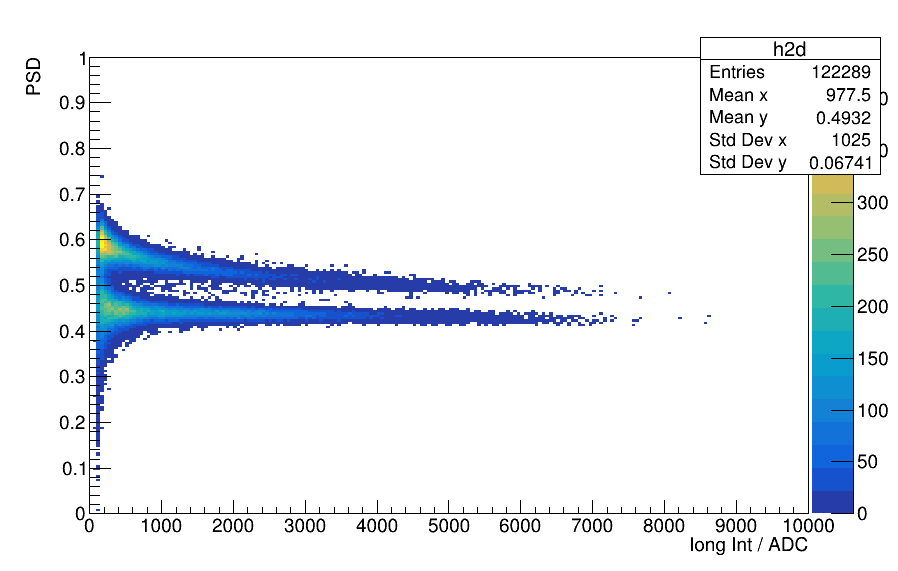 h2d
Entries 122289
Mean x 977.5
Mean y 0.4932
Std Dev x 1025
Std Dev y 0.06741
PSD
1
0.9
0.8
0.7
0.6
0.5
0.4
0.3
0.2
0.1
0
0 1000 2000 3000 4000 5000 6000 7000 8000 9000 10000
long Int / ADC
300
250
200
150
100
50
0